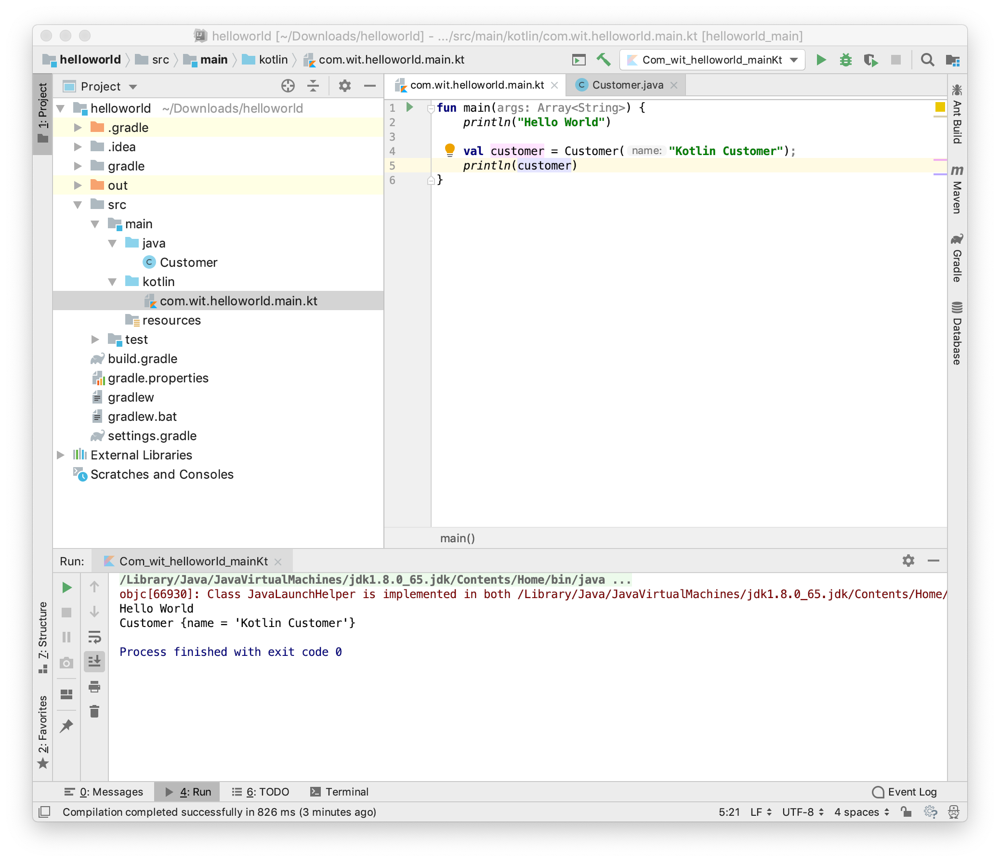 helloworld [~/Downloads/helloworld] - .../src/main/kotlin/com.wit.helloworld.main.kt [helloworld_main]
helloworld src main kotlin com.wit.helloworld.main.kt Com_wit_helloworld_mainKt
1: Project
Project
helloworld ~/Downloads/helloworld
.gradle
.idea
gradle
out
src
main
java
C Customer
kotlin
com.wit.helloworld.main.kt
resources
test
build.gradle
gradle.properties
gradlew
gradlew.bat
settings.gradle
External Libraries
Scratches and Consoles
com.wit.helloworld.main.kt C Customer.java
1 fun main(args: Array<String>) {
2 println("Hello World")
3
4 val customer = Customer( name: "Kotlin Customer");
5 println(customer)
6 }
main()
Ant Build
m Maven
Gradle
Database
Run: Com_wit_helloworld_mainKt
/Library/Java/JavaVirtualMachines/jdk1.8.0_65.jdk/Contents/Home/bin/java ...
objc[66930]: Class JavaLaunchHelper is implemented in both /Library/Java/JavaVirtualMachines/jdk1.8.0_65.jdk/Contents/Home/
Hello World
Customer {name = 'Kotlin Customer'}
Process finished with exit code 0
7: Structure
2: Favorites
0: Messages 4: Run 6: TODO Terminal Event Log
Compilation completed successfully in 826 ms (3 minutes ago) 5:21 LF UTF-8 4 spaces